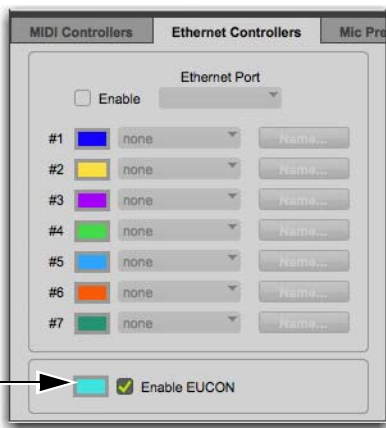 MIDI Controllers Ethernet Controllers Mic Pre
Ethernet Port
Enable
#1 none Name...
#2 none Name...
#3 none Name...
#4 none Name...
#5 none Name...
#6 none Name...
#7 none Name...
Enable EUCON